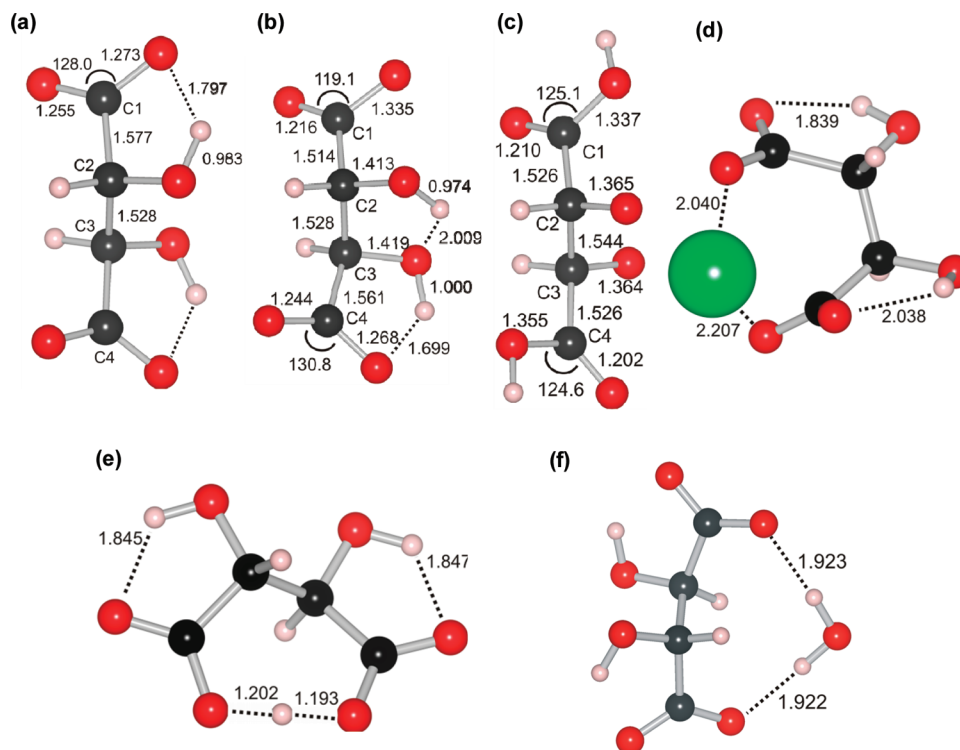 (a)
128.0
1.273
1.255
C1
1.797
1.577
C2
0.983
C3
1.528
C4
(b)
119.1
1.216
1.335
C1
1.514
1.413
0.974
C2
1.528
2.009
1.419
C3
1.000
1.244
1.561
C4
1.268
1.699
130.8
(c)
125.1
1.337
1.210
C1
1.526
1.365
C2
1.544
C3
1.364
1.526
1.355
C4
1.202
124.6
(d)
1.839
2.040
2.207
2.038
(e)
1.845
1.847
1.202
1.193
(f)
1.923
1.922